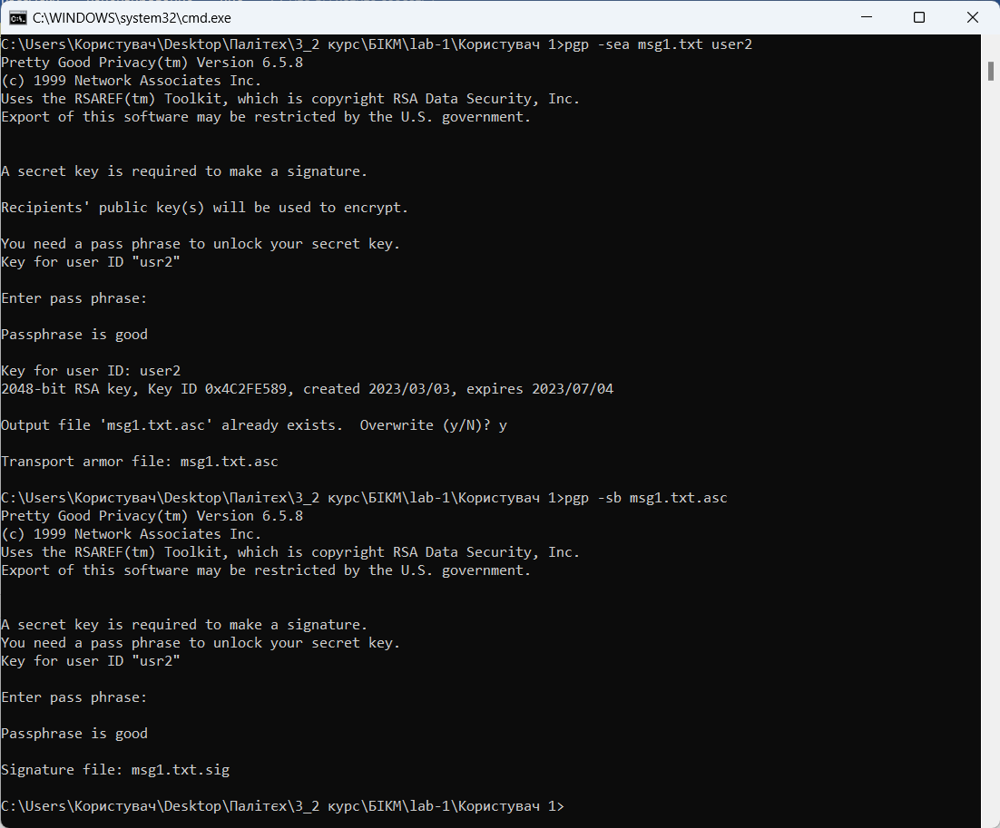 C:\WINDOWS\system32\cmd.exe
C:\Users\Користувач\Desktop\Палітєх\3_2 курс\БІКМ\lab-1\Користувач 1>pgp -sea msg1.txt user2
Pretty Good Privacy(tm) Version 6.5.8
(c) 1999 Network Associates Inc.
Uses the RSAREF(tm) Toolkit, which is copyright RSA Data Security, Inc.
Export of this software may be restricted by the U.S. government.
A secret key is required to make a signature.
Recipients' public key(s) will be used to encrypt.
You need a pass phrase to unlock your secret key.
Key for user ID "usr2"
Enter pass phrase:
Passphrase is good
Key for user ID: user2
2048-bit RSA key, Key ID 0x4C2FE589, created 2023/03/03, expires 2023/07/04
Output file 'msg1.txt.asc' already exists.  Overwrite (y/N)? y
Transport armor file: msg1.txt.asc
C:\Users\Користувач\Desktop\Палітєх\3_2 курс\БІКМ\lab-1\Користувач 1>pgp -sb msg1.txt.asc
Pretty Good Privacy(tm) Version 6.5.8
(c) 1999 Network Associates Inc.
Uses the RSAREF(tm) Toolkit, which is copyright RSA Data Security, Inc.
Export of this software may be restricted by the U.S. government.
A secret key is required to make a signature.
You need a pass phrase to unlock your secret key.
Key for user ID "usr2"
Enter pass phrase:
Passphrase is good
Signature file: msg1.txt.sig
C:\Users\Користувач\Desktop\Палітєх\3_2 курс\БІКМ\lab-1\Користувач 1>